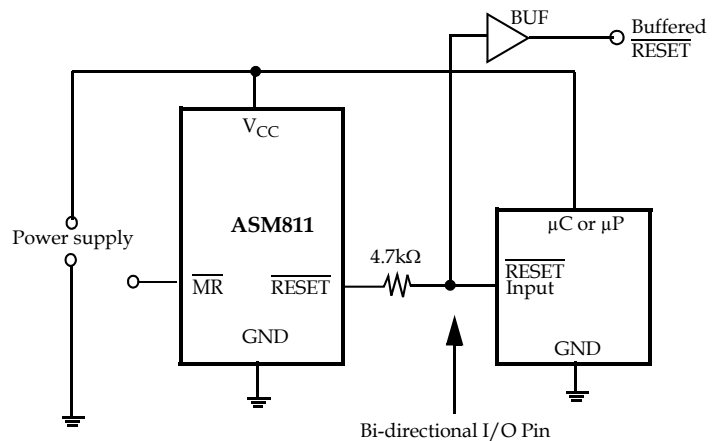 BUF
Buffered
RESET
VCC
ASM811
µC or µP
Power supply
4.7kΩ
MR
RESET
RESET
Input
GND
GND
Bi-directional I/O Pin